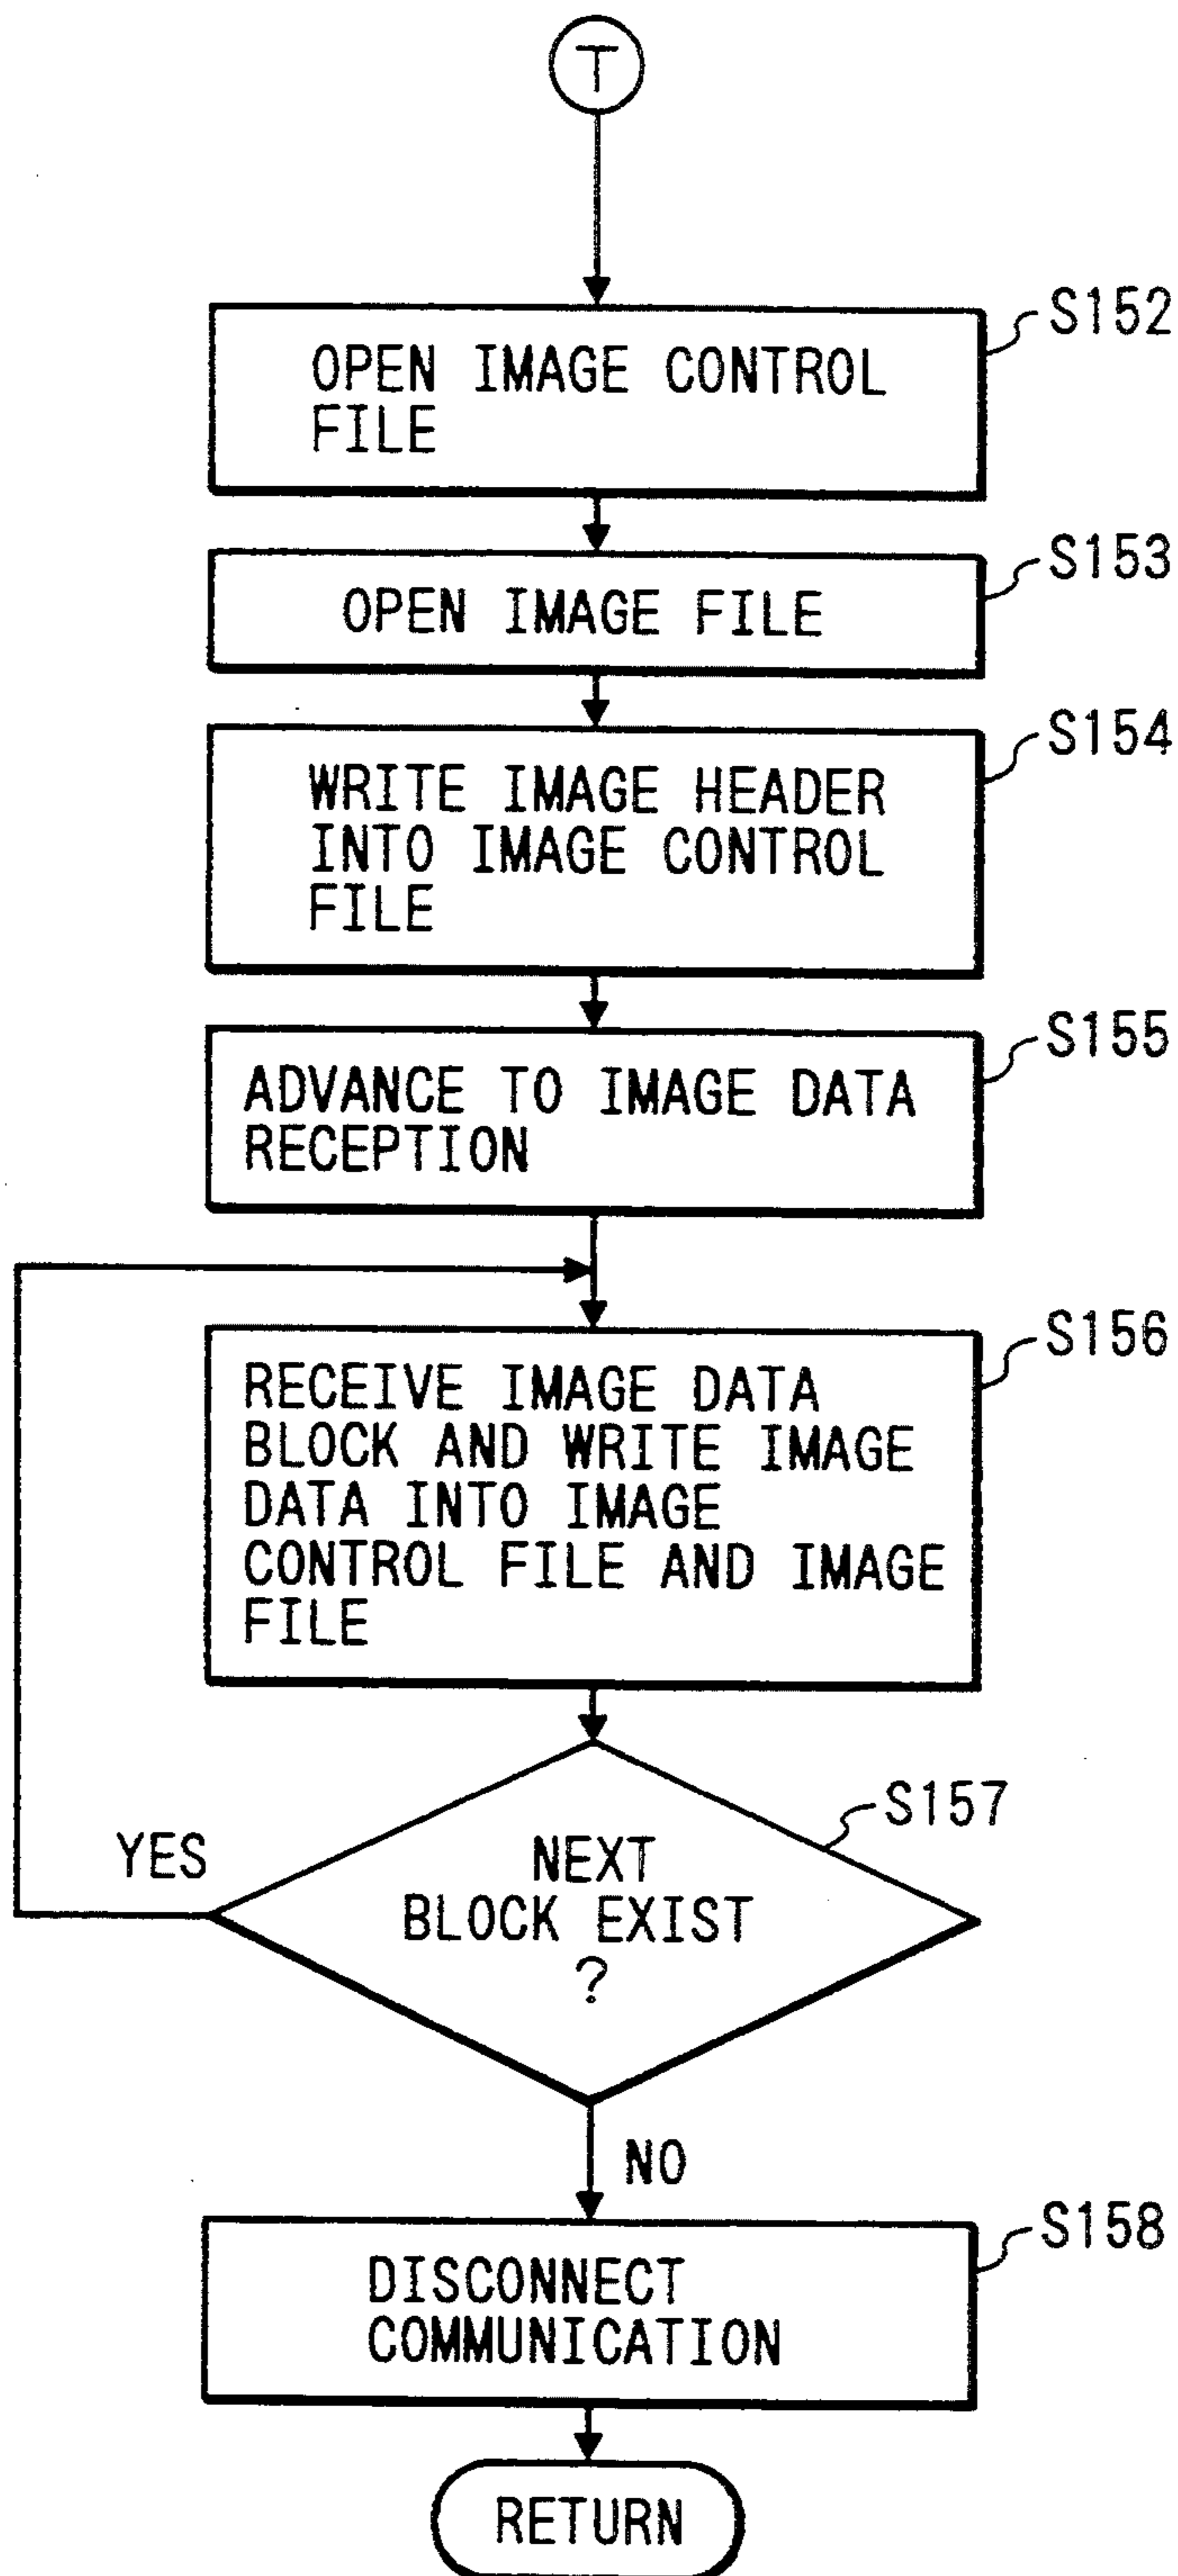 T
S152
OPEN IMAGE CONTROL
FILE
S153
OPEN IMAGE FILE
S154
WRITE IMAGE HEADER
INTO IMAGE CONTROL
FILE
S155
ADVANCE TO IMAGE DATA
RECEPTION
S156
RECEIVE IMAGE DATA
BLOCK AND WRITE IMAGE
DATA INTO IMAGE
CONTROL FILE AND IMAGE
FILE
S157
YES
NEXT
BLOCK EXIST
?
NO
S158
DISCONNECT
COMMUNICATION
RETURN